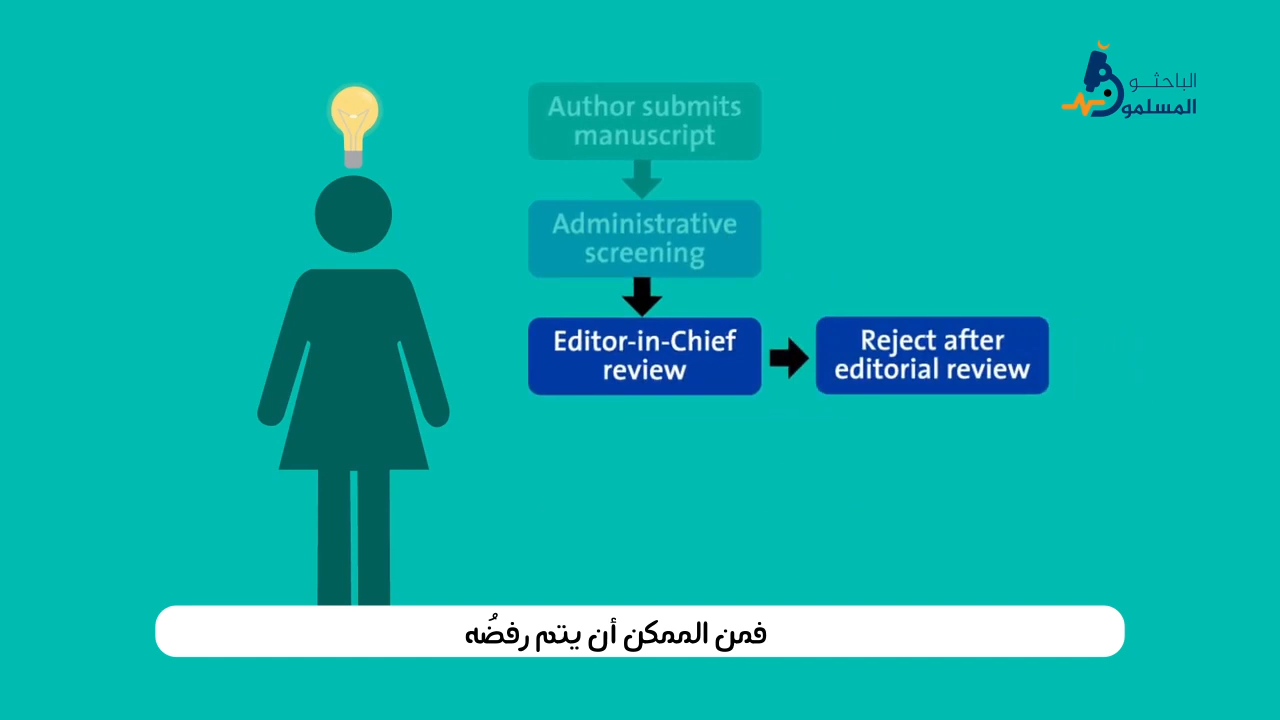 الباحثو
المسلمو
Author submits
manuscript
Administrative
screening
Editor-in-Chief
review
Reject after
editorial review
فمن الممكن أن يتم رفضُه